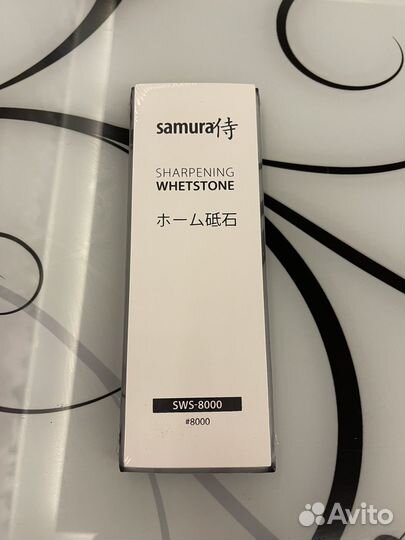 samura侍
SHARPENING
WHETSTONE
ホーム砥石
SWS-8000
#8000
Avito